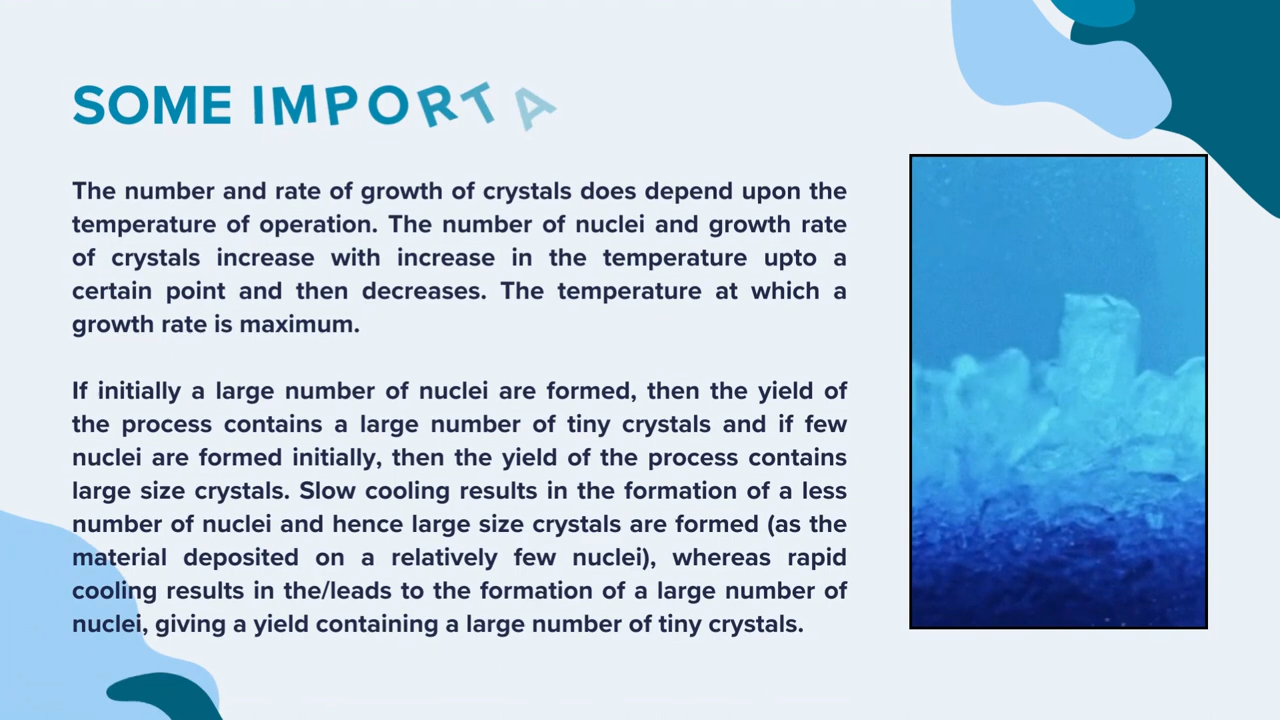 SOME IMPORTA
The number and rate of growth of crystals does depend upon the
temperature of operation. The number of nuclei and growth rate
of crystals increase with increase in the temperature upto a
certain point and then decreases. The temperature at which a
growth rate is maximum.
If initially a large number of nuclei are formed, then the yield of
the process contains a large number of tiny crystals and if few
nuclei are formed initially, then the yield of the process contains
large size crystals. Slow cooling results in the formation of a less
number of nuclei and hence large size crystals are formed (as the
material deposited on a relatively few nuclei), whereas rapid
cooling results in the/leads to the formation of a large number of
nuclei, giving a yield containing a large number of tiny crystals.